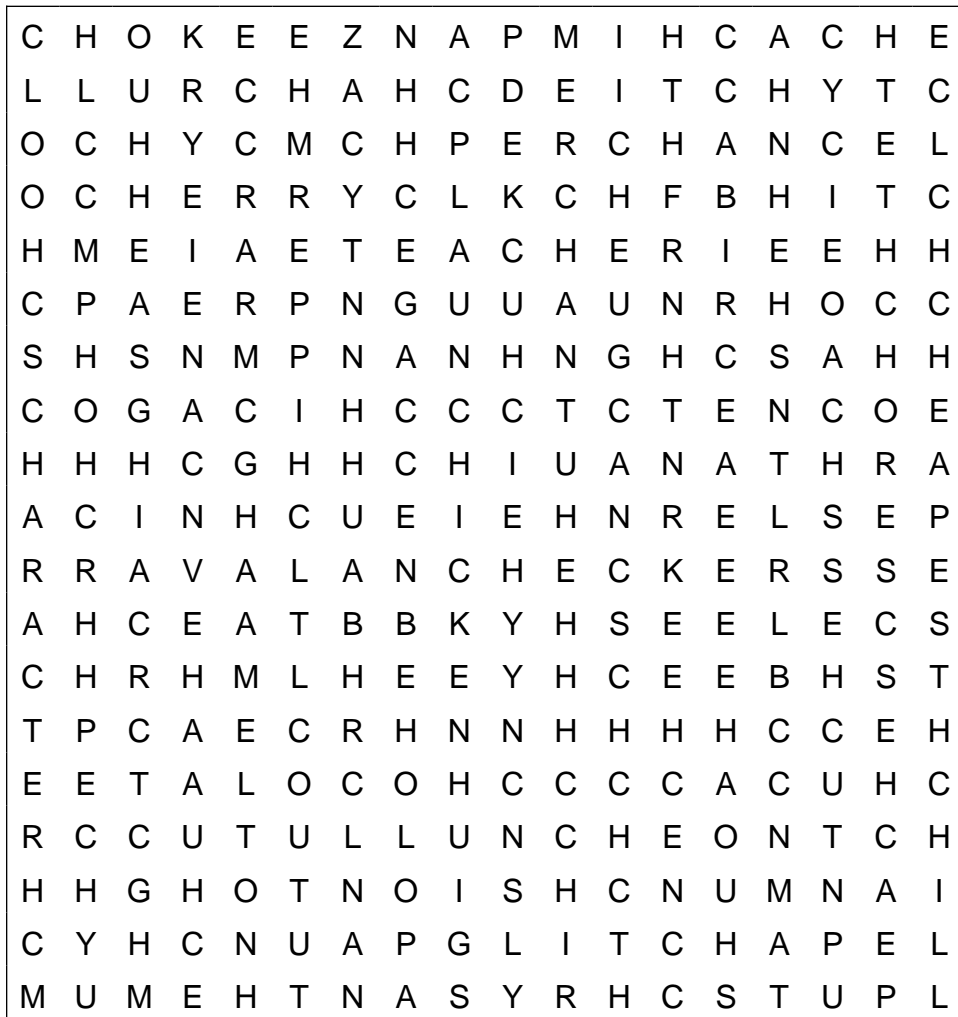 C H O K E E Z N A P M I H C A C H E
L L U R C H A H C D E I T C H Y T C
O C H Y C M C H P E R C H A N C E L
O C H E R R Y C L K C H F B H I T C
H M E I A E T E A C H E R I E E H H
C P A E R P N G U U A U N R H O C C
S H S N M P N A N H N G H C S A H H
C O G A C I H C C C T C T E N C O E
H H H C G H H C H I U A N A T H R A
A C I N H C U E I E H N R E L S E P
R R A V A L A N C H E C K E R S S E
A H C E A T B B K Y H S E E L E C S
C H R H M L H E E Y H C E E B H S T
T P C A E C R H N N H H H H C C E H
E E T A L O C O H C C C C A C U H C
R C C U T U L L U N C H E O N T C H
H H G H O T N O I S H C N U M N A I
C Y H C N U A P G L I T C H A P E L
M U M E H T N A S Y R H C S T U P L